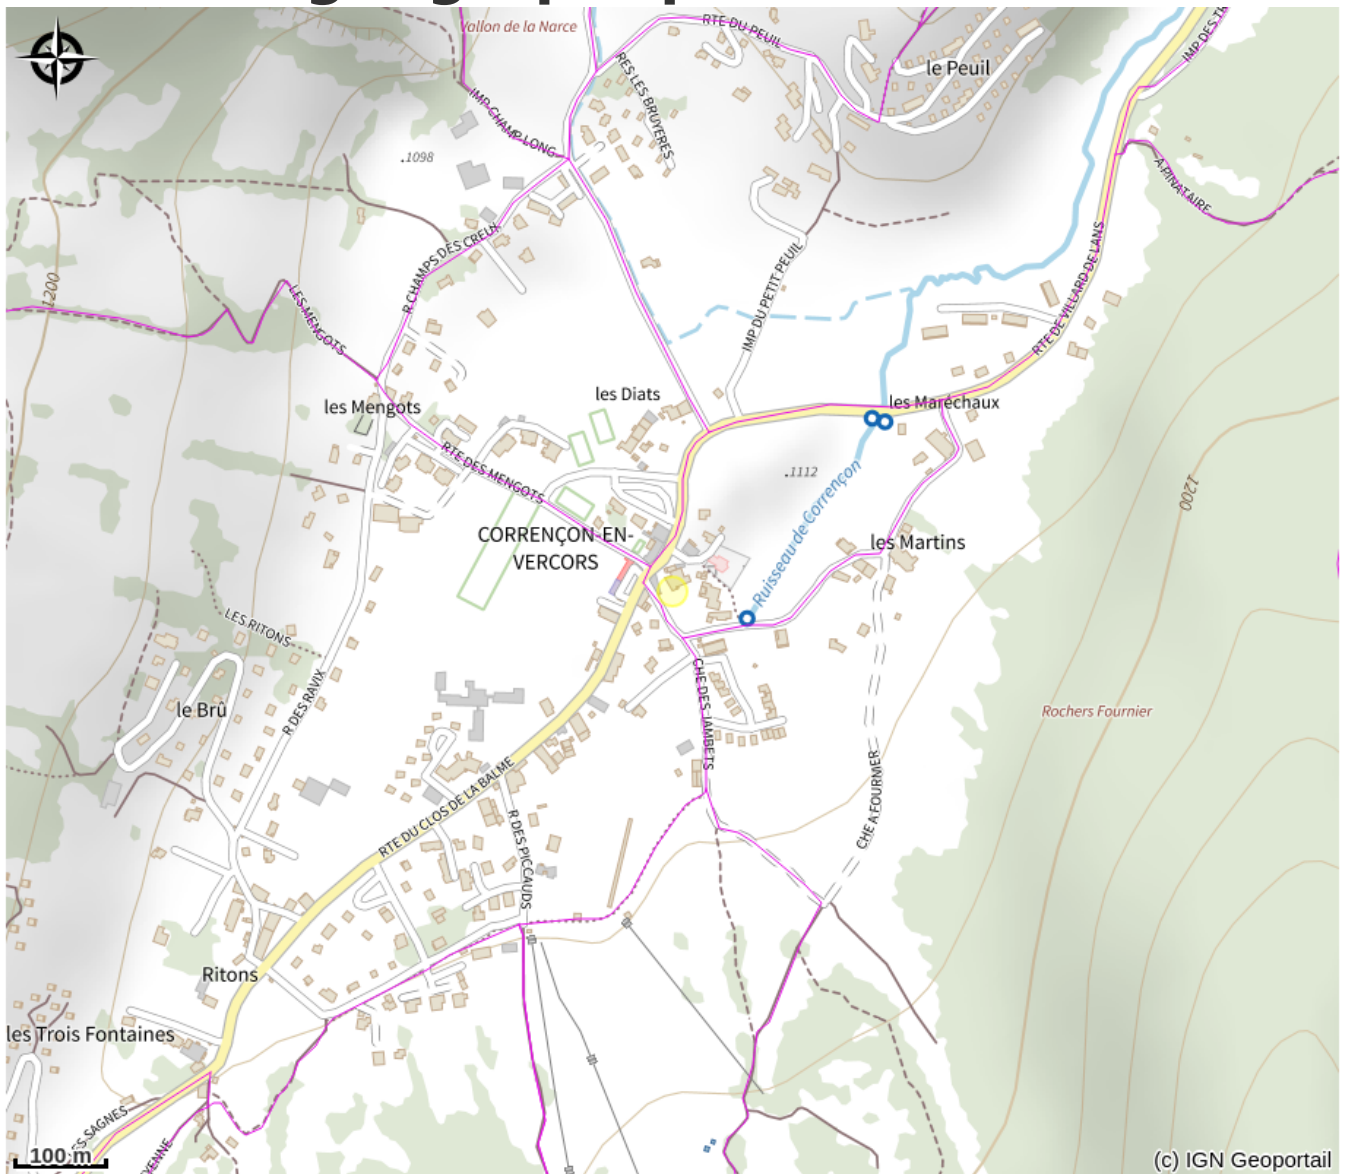 Vallon de la Narce
RTE DU PEUIL
IMP DES TR
le Peuil
RES LES BRUYERES
IMP CHAMP LONG
.1098
A PINATAIRE
R CHAMPS DES CREUX
1200
LES MENGOTS
IMP DU PETIT PEUIL
RTE DE VILLARD DE LANS
les Diats
les Mengots
les Maréchaux
RTE DES MENGOTS
.1112
1200
Ruisseau de Corrençon
CORRENÇON-EN-
VERCORS
les Martins
LES RITONS
le Brû
R DES RAVIX
CHE DES JAMBETS
Rochers Fournier
RTE DU CLOS DE LA BALME
CHE A FOURNIER
R DES PICCAUDS
Ritons
les Trois Fontaines
ES SAGNES
YENNE
100 m
(c) IGN Geoportail